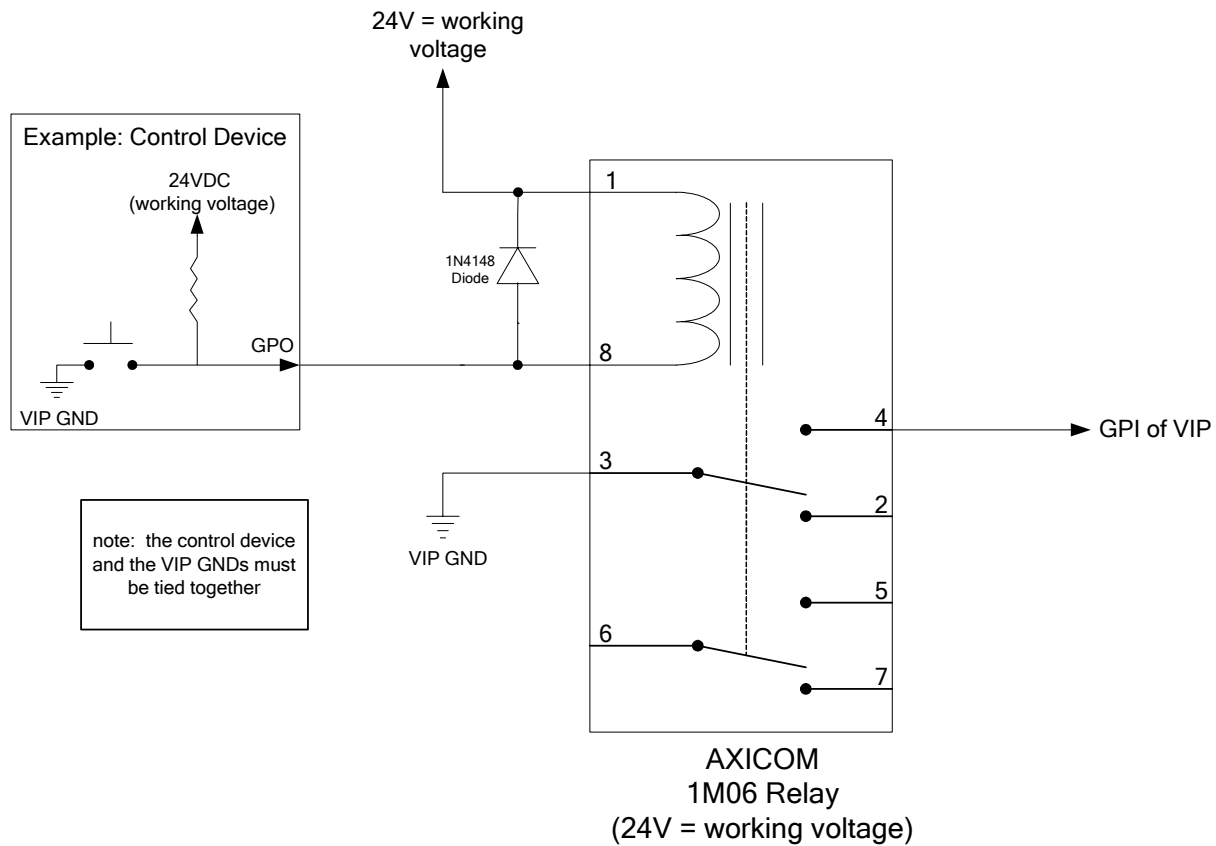 24V = working
voltage
Example: Control Device
24VDC
(working voltage)
1
1N4148
Diode
GPO
8
VIP GND
4
GPI of VIP
3
2
VIP GND
note: the control device
and the VIP GNDs must
be tied together
5
6
7
AXICOM
1M06 Relay
(24V = working voltage)